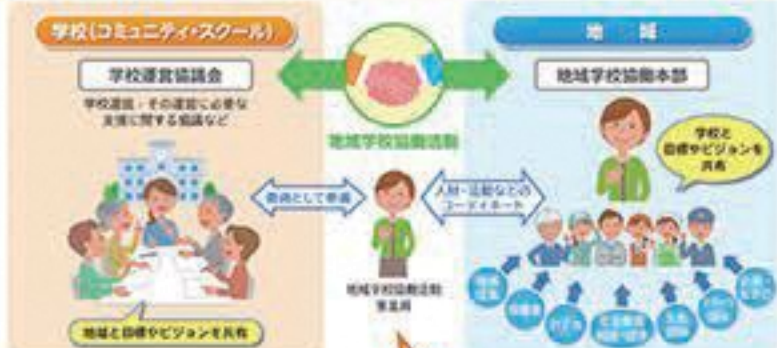 学校(コミュニティ・スクール)
学校運営協議会
学校運営・その運営に必要な
支援に関する協議など
地域と目標やビジョンを共有
地域学校協働活動
委員として参画
人材・活動などの
コーディネート
地域学校協働活動
推進員
地　域
地域学校協働本部
学校と
目標やビジョンを
共有
保護者
PTA